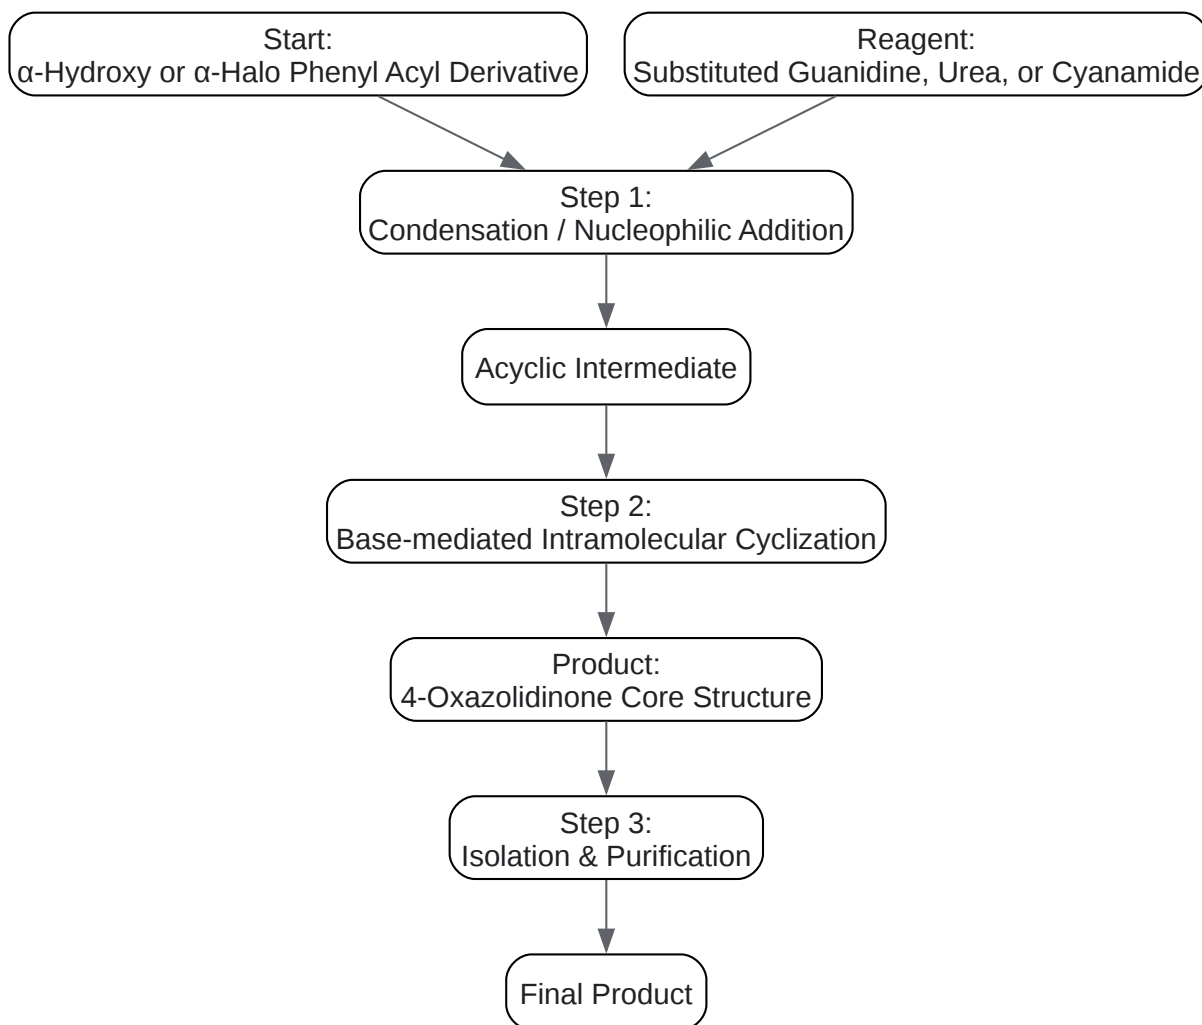 Start:
α-Hydroxy or α-Halo Phenyl Acyl Derivative
Reagent:
Substituted Guanidine, Urea, or Cyanamide
Step 1:
Condensation / Nucleophilic Addition
Acyclic Intermediate
Step 2:
Base-mediated Intramolecular Cyclization
Product:
4-Oxazolidinone Core Structure
Step 3:
Isolation & Purification
Final Product